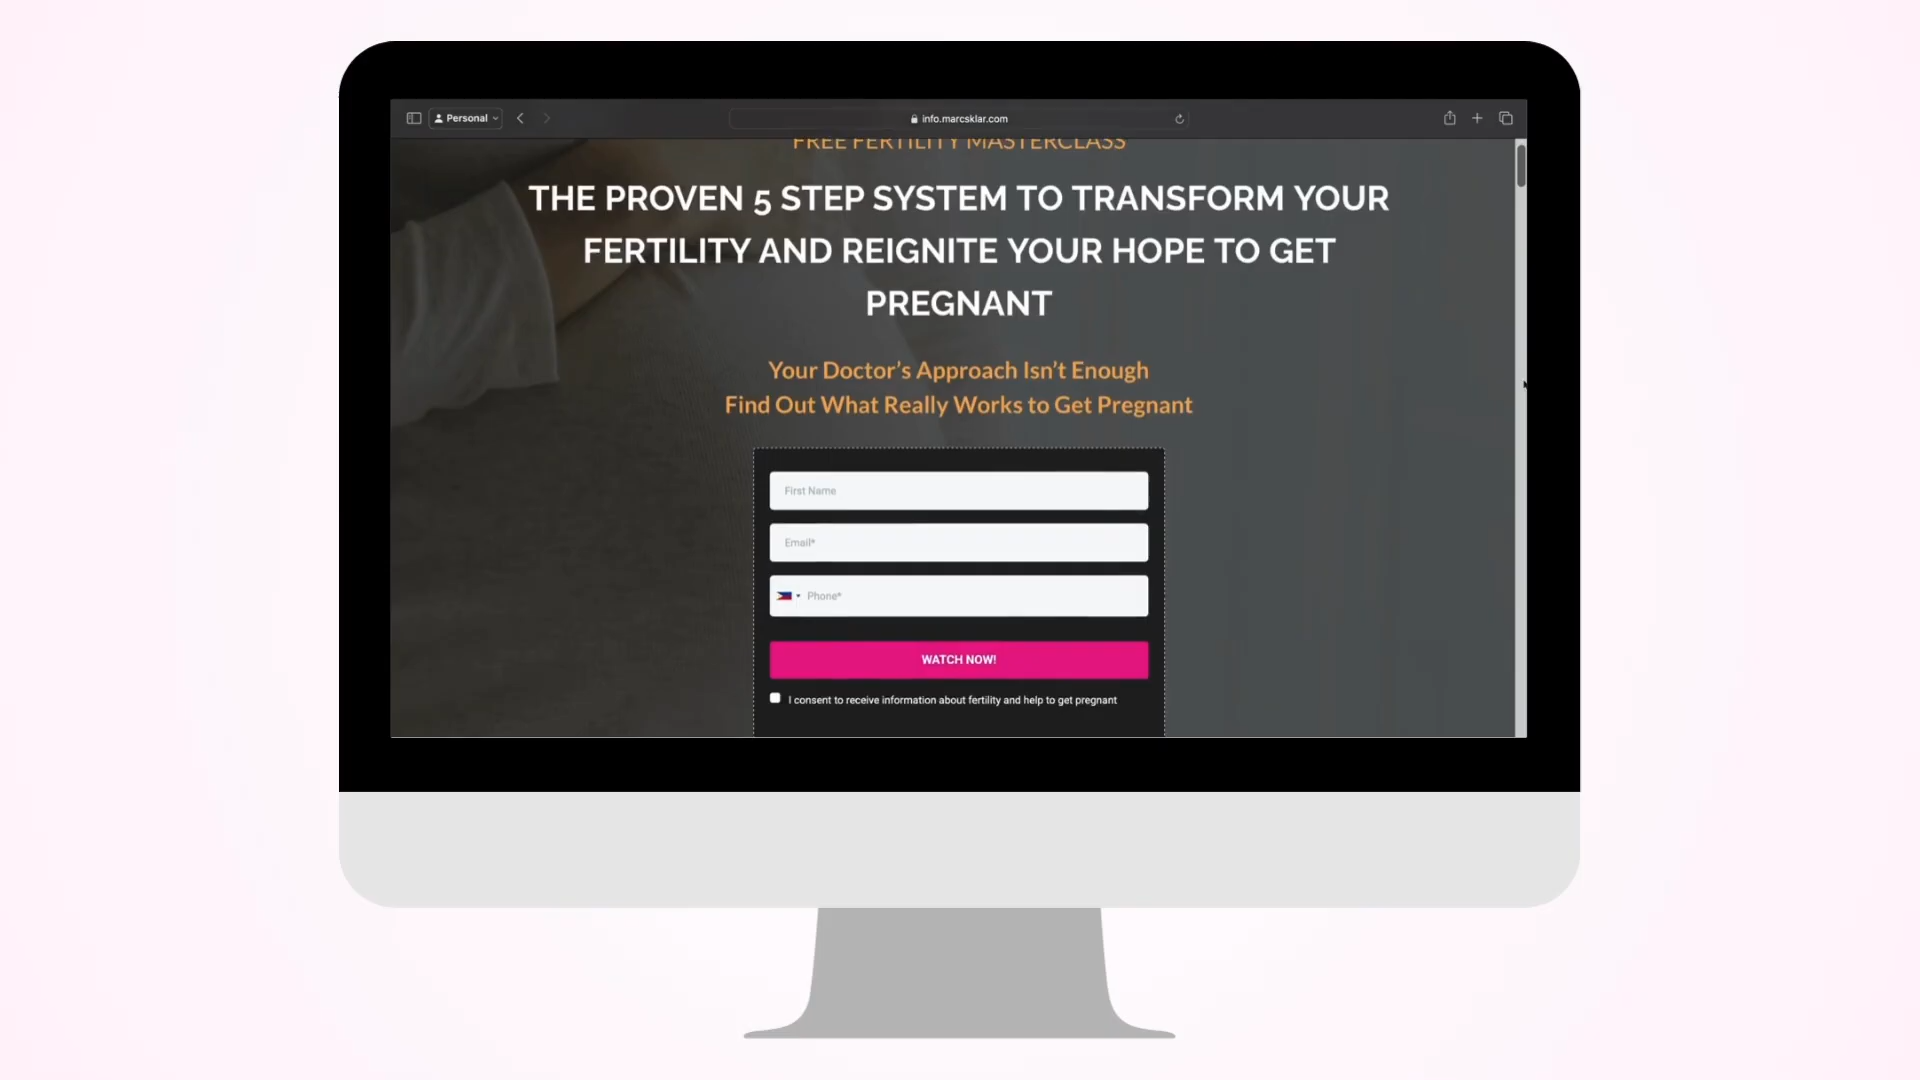 Personal
info.marcsklar.com
FREE FERTILITY MASTERCLASS
THE PROVEN 5 STEP SYSTEM TO TRANSFORM YOUR
FERTILITY AND REIGNITE YOUR HOPE TO GET
PREGNANT
Your Doctor's Approach Isn't Enough
Find Out What Really Works to Get Pregnant
First Name
Email*
Phone*
WATCH NOW!
I consent to receive information about fertility and help to get pregnant